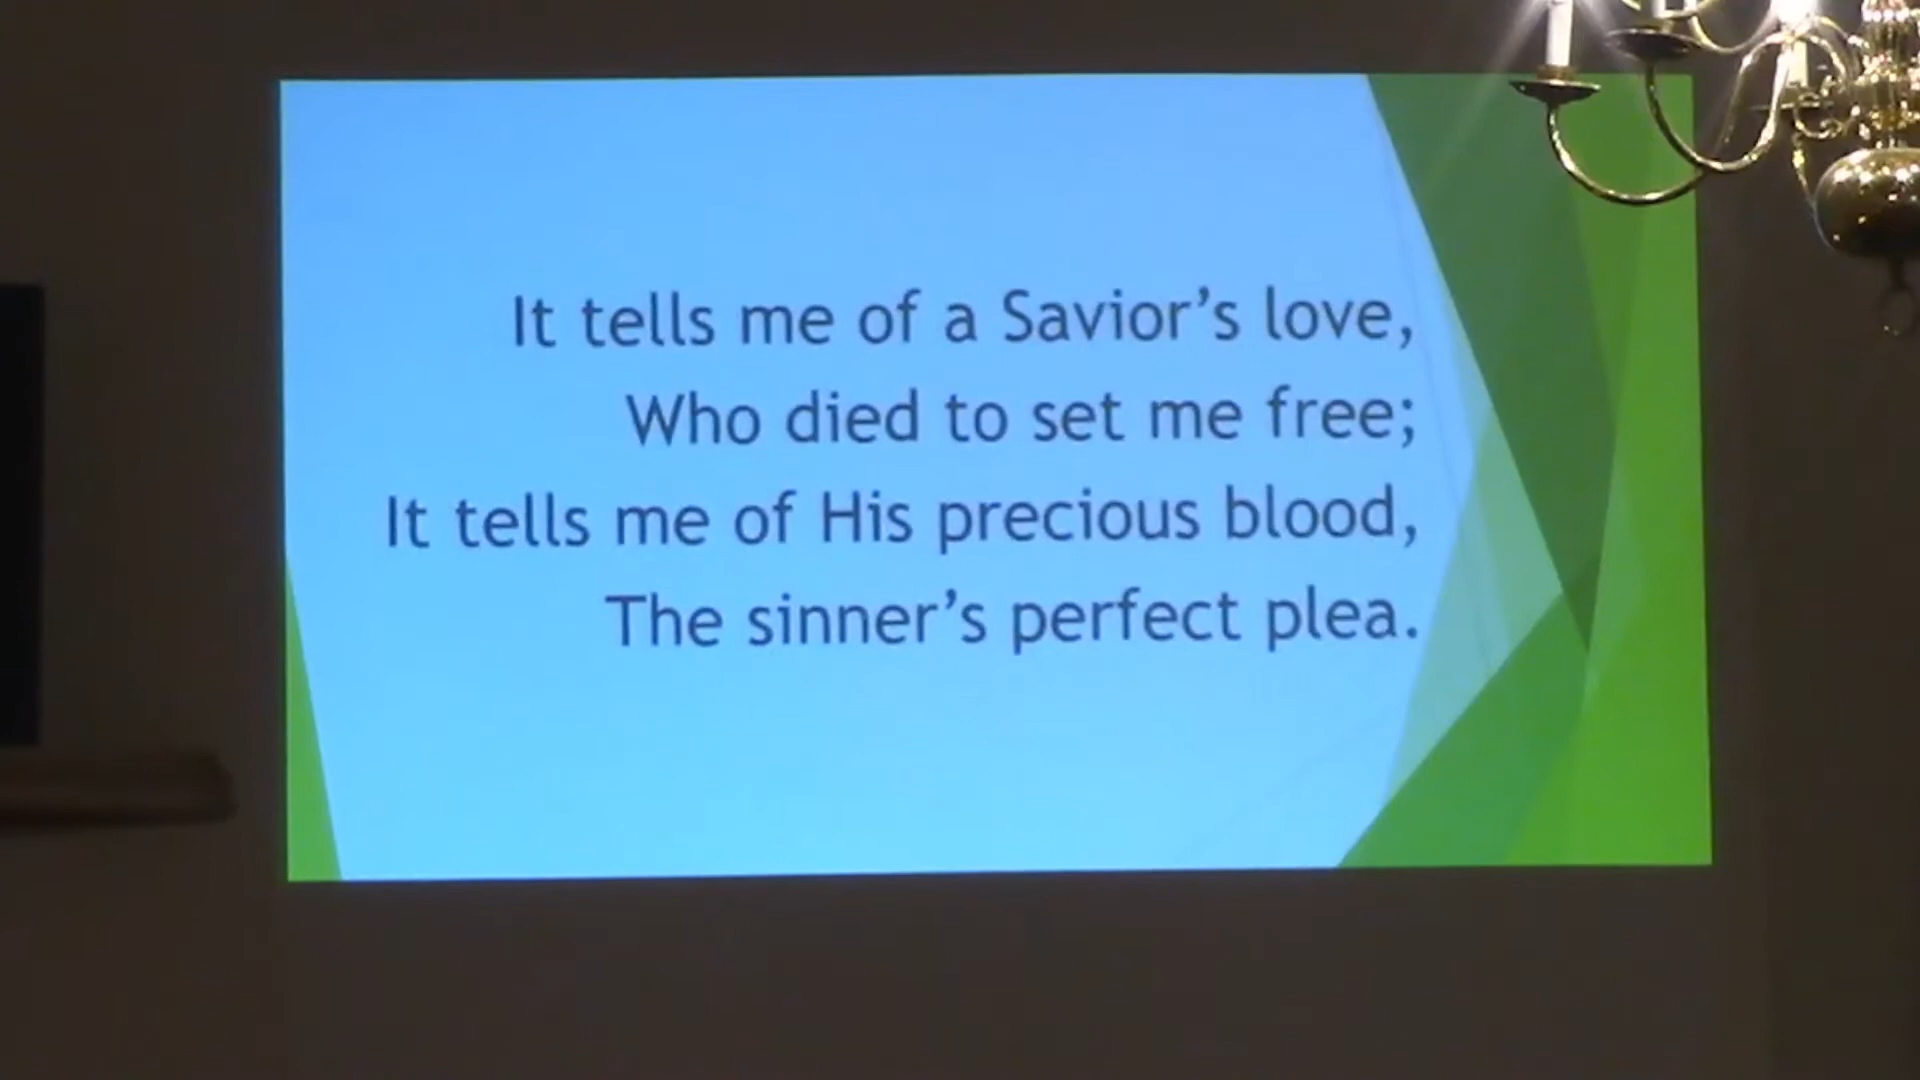 It tells me of a Savior’s love,
Who died to set me free;
It tells me of His precious blood,
The sinner’s perfect plea.